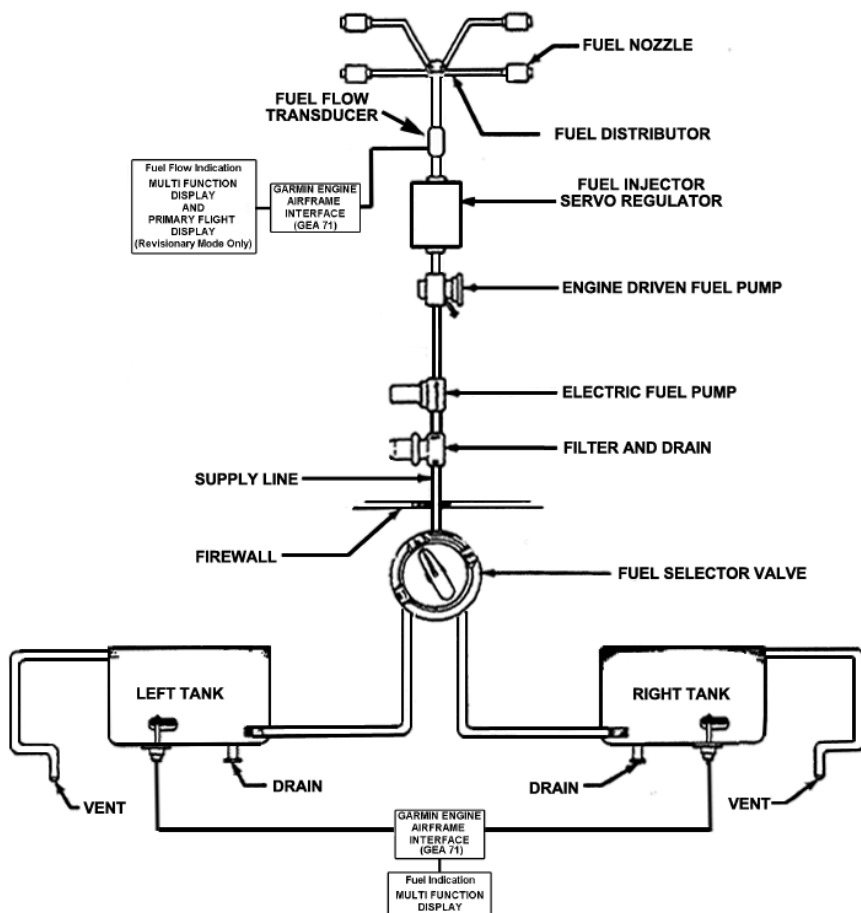 FUEL NOZZLE
FUEL FLOW
TRANSDUCER
FUEL DISTRIBUTOR
Fuel Flow Indication
MULTI FUNCTION
DISPLAY
AND
PRIMARY FLIGHT
DISPLAY
(Revisionary Mode Only)
GARMIN ENGINE
AIRFRAME
INTERFACE
(GEA 71)
FUEL INJECTOR
SERVO REGULATOR
ENGINE DRIVEN FUEL PUMP
ELECTRIC FUEL PUMP
FILTER AND DRAIN
SUPPLY LINE
FIREWALL
FUEL SELECTOR VALVE
LEFT TANK
RIGHT TANK
VENT
DRAIN
DRAIN
VENT
GARMIN ENGINE
AIRFRAME
INTERFACE
(GEA 71)
Fuel Indication
MULTI FUNCTION
DISPLAY